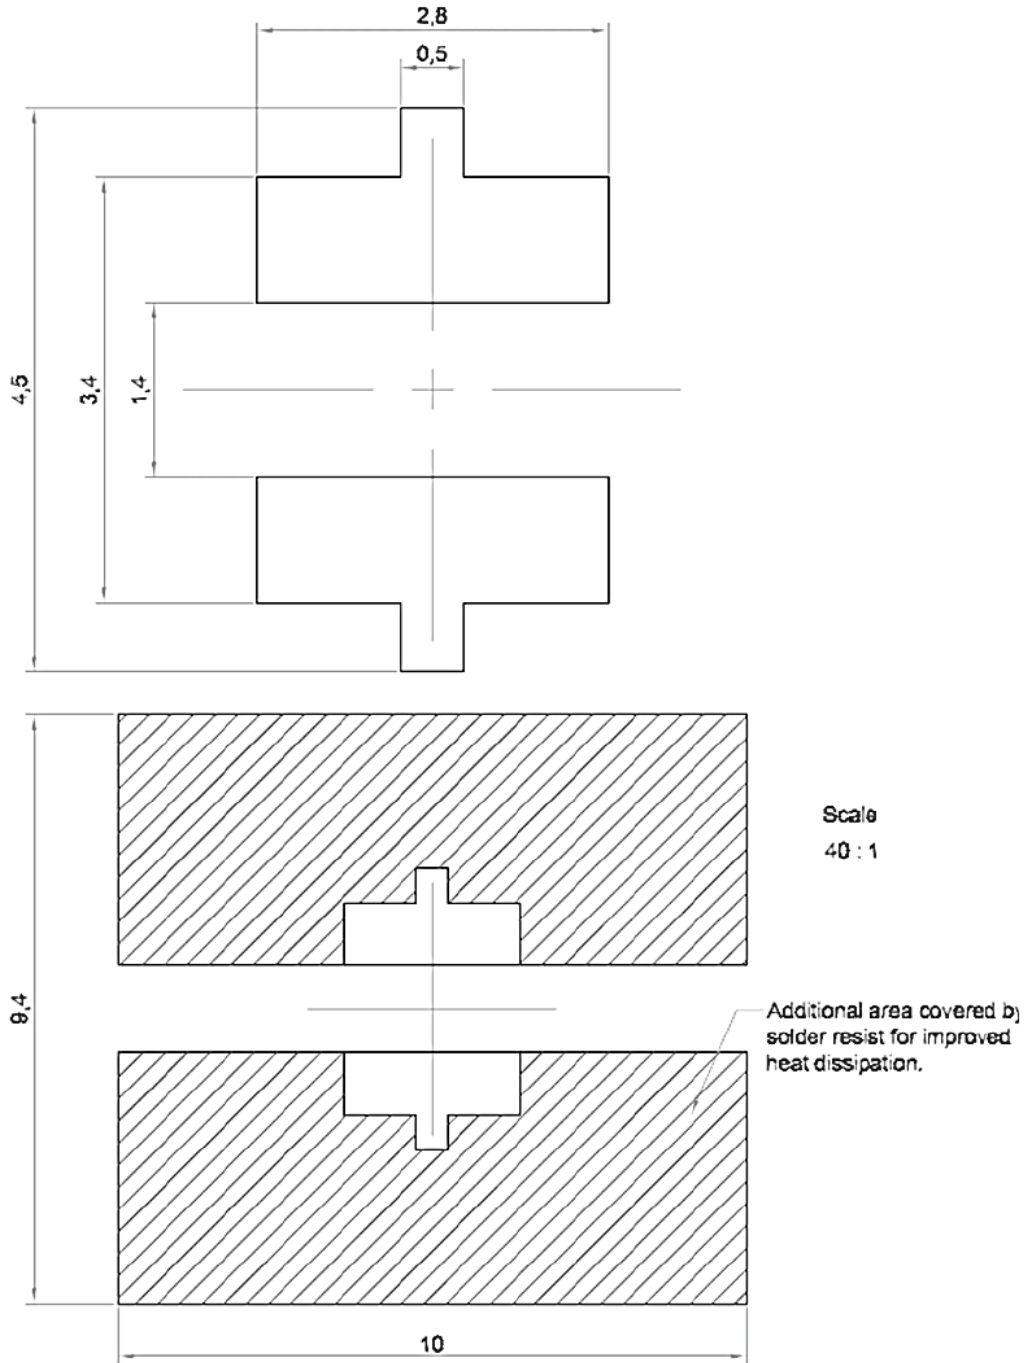 2,8
0,5
4,5
3,4
1,4
Scale
40 : 1
9,4
Additional area covered by
solder resist for improved
heat dissipation.
10